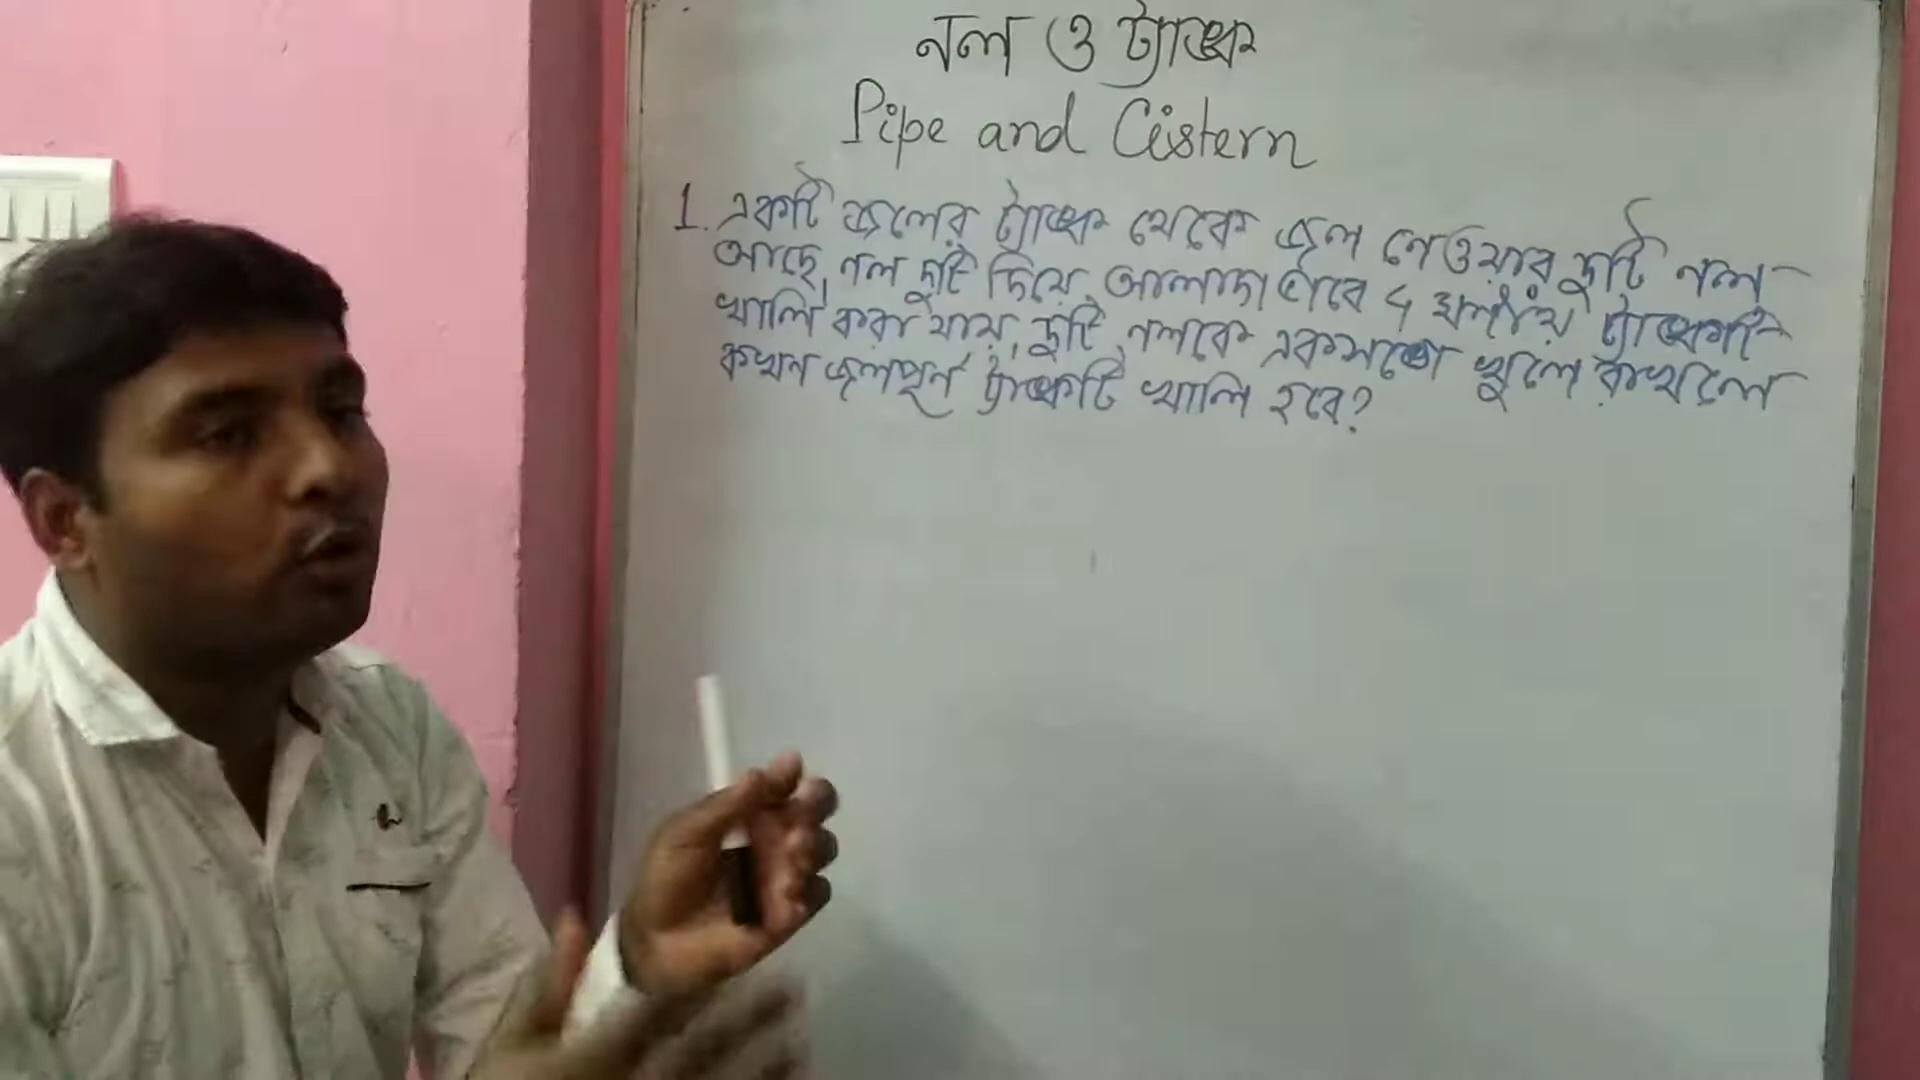 নল ও ট্যাঙ্ক
Pipe and Cistern
1. একটি জলের ট্যাঙ্ক থেকে জল নেওয়ার দুটি নল
আছে, নল দুটি দিয়ে আলাদা ভাবে 4 ঘন্টায় ট্যাঙ্কটি
খালি করা যায়, দুটি নলকে একসঙ্গে খুলে রাখলে
কখন জলপূর্ণ ট্যাঙ্কটি খালি হবে?